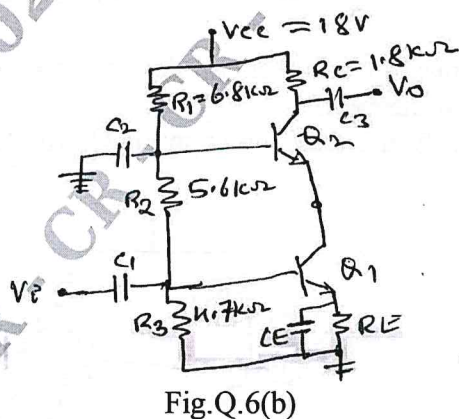 Vcc = 18V
R1=6.8kΩ
Rc=1.8kΩ
C3
Vo
C2
Q2
R2
5.6kΩ
C1
Vi
Q1
R3
4.7kΩ
CE
RE
Fig.Q.6(b)